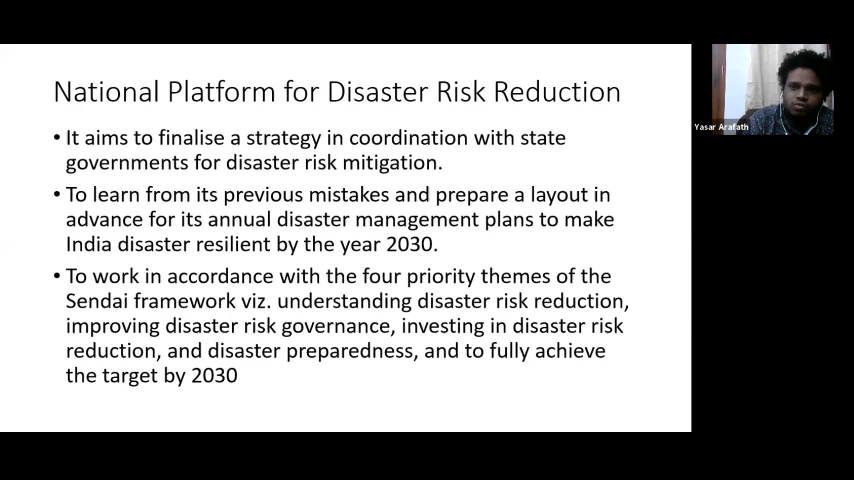 National Platform for Disaster Risk Reduction
• It aims to finalise a strategy in coordination with state
governments for disaster risk mitigation.
• To learn from its previous mistakes and prepare a layout in
advance for its annual disaster management plans to make
India disaster resilient by the year 2030.
• To work in accordance with the four priority themes of the
Sendai framework viz. understanding disaster risk reduction,
improving disaster risk governance, investing in disaster risk
reduction, and disaster preparedness, and to fully achieve
the target by 2030
Yasar Arafath